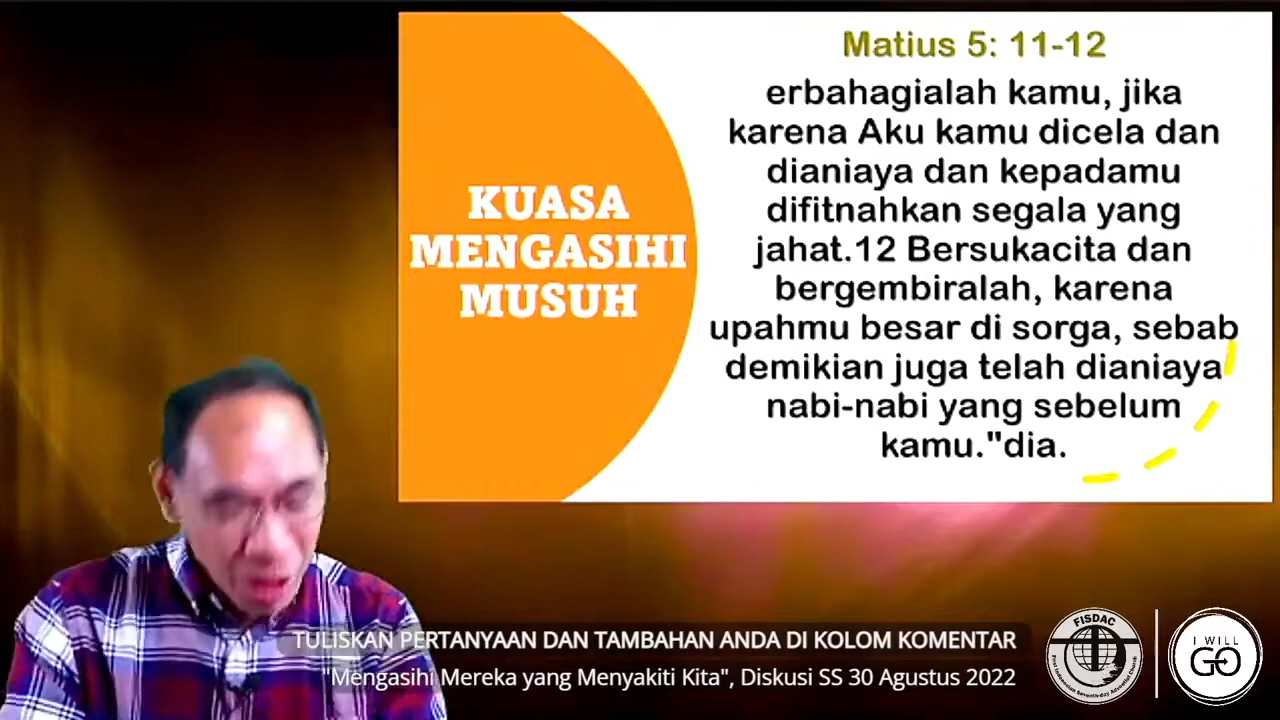 Matius 5: 11-12
erbahagialah kamu, jika
karena Aku kamu dicela dan
dianiaya dan kepadamu
difitnahkan segala yang
jahat.12 Bersukacita dan
bergembiralah, karena
upahmu besar di sorga, sebab
demikian juga telah dianiaya
nabi-nabi yang sebelum
kamu."dia.
KUASA
MENGASIHI
MUSUH
TULISKAN PERTANYAAN DAN TAMBAHAN ANDA DI KOLOM KOMENTAR
"Mengasihi Mereka yang Menyakiti Kita", Diskusi SS 30 Agustus 2022
FISDAC
I WILL
GO